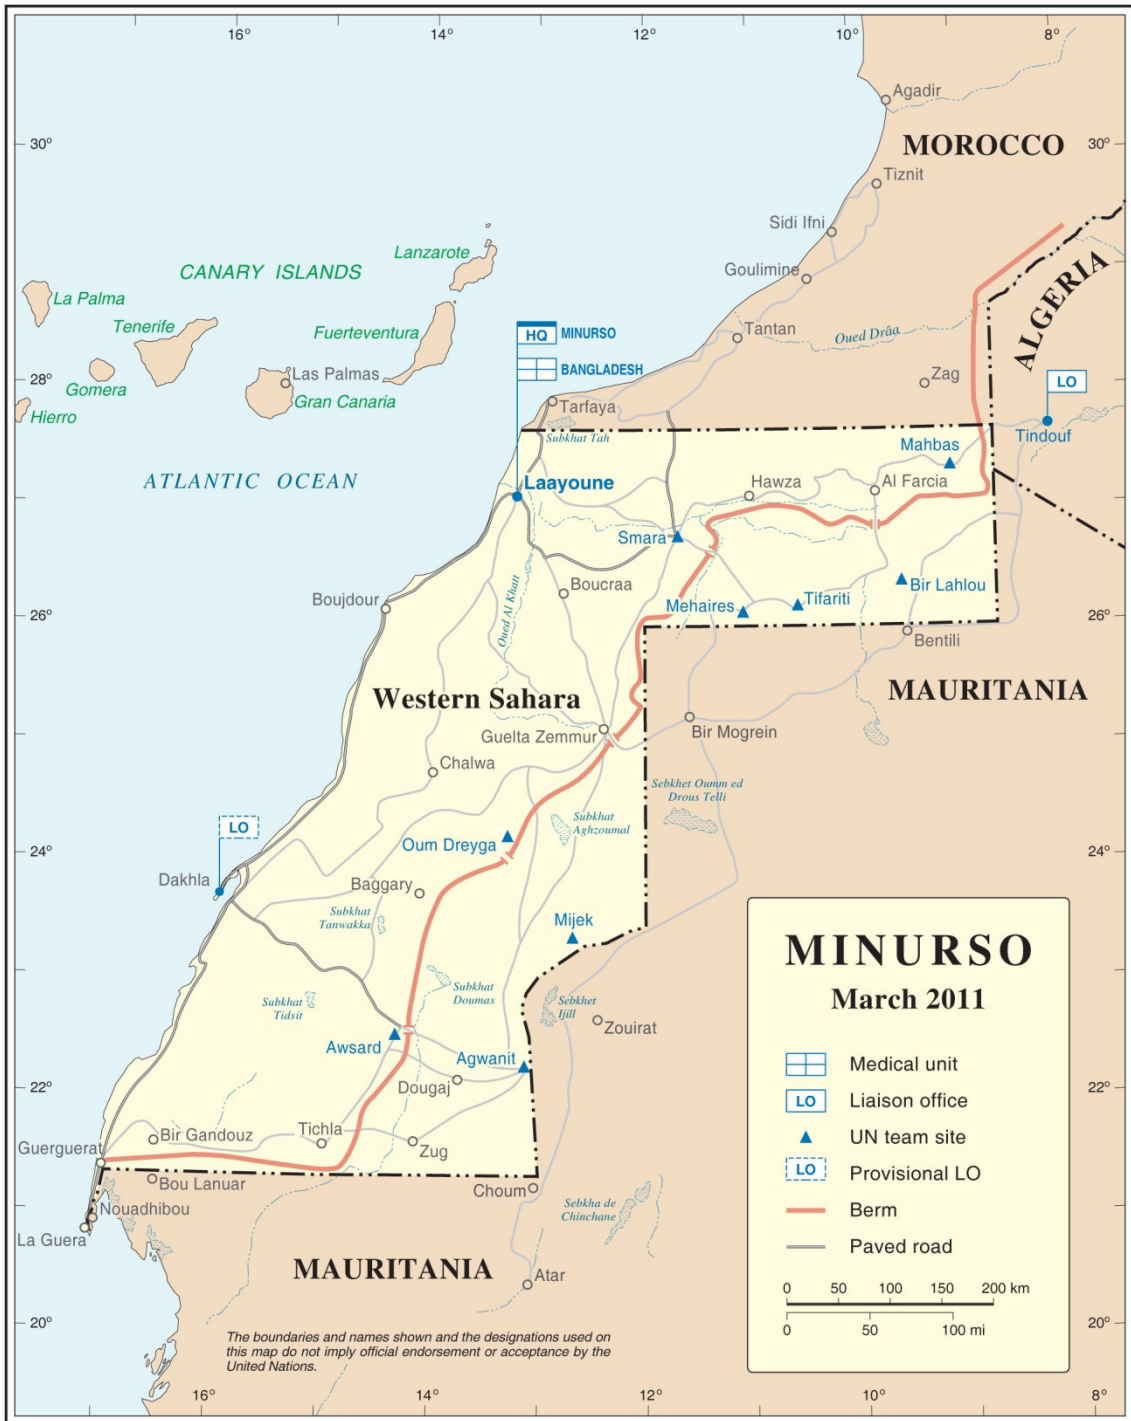 16°
14°
12°
10°
8°
Agadir
30°
MOROCCO
30°
Tiznit
Sidi Ifni
Lanzarote
CANARY ISLANDS
Goulimine
ALGERIA
La Palma
Tenerife
Fuerteventura
HQ MINURSO
Tantan
Oued Drâa
BANGLADESH
Las Palmas
Zag
28°
28°
LO
Gomera
Gran Canaria
Tarfaya
Hierro
Subkhat Tah
Tindouf
Mahbas
ATLANTIC OCEAN
Laayoune
Hawza
Al Farcia
Smara
Boucraa
Bir Lahlou
Oued Al Khatt
Boujdour
Mehaires
Tifariti
26°
26°
Bentili
Western Sahara
MAURITANIA
Guelta Zemmur
Bir Mogrein
Chalwa
Sebkhet Oumm ed
Drous Telli
Subkhat
Aghzoumal
LO
Oum Dreyga
24°
24°
Dakhla
Baggary
Subkhat
Tanwakka
Mijek
MINURSO
March 2011
Subkhat
Doumas
Subkhat
Tidsit
Sebkhet
Ijill
Zouirat
Awsard
Agwanit
Medical unit
22°
22°
Dougaj
LO Liaison office
Bir Gandouz
Tichla
Zug
UN team site
Guerguerat
LO Provisional LO
Bou Lanuar
Choum
Nouadhibou
Sebkha de
Chinchane
Berm
La Guera
Paved road
MAURITANIA
Atar
0 50 100 150 200 km
0 50 100 mi
20°
20°
The boundaries and names shown and the designations used on
this map do not imply official endorsement or acceptance by the
United Nations.
16°
14°
12°
10°
8°